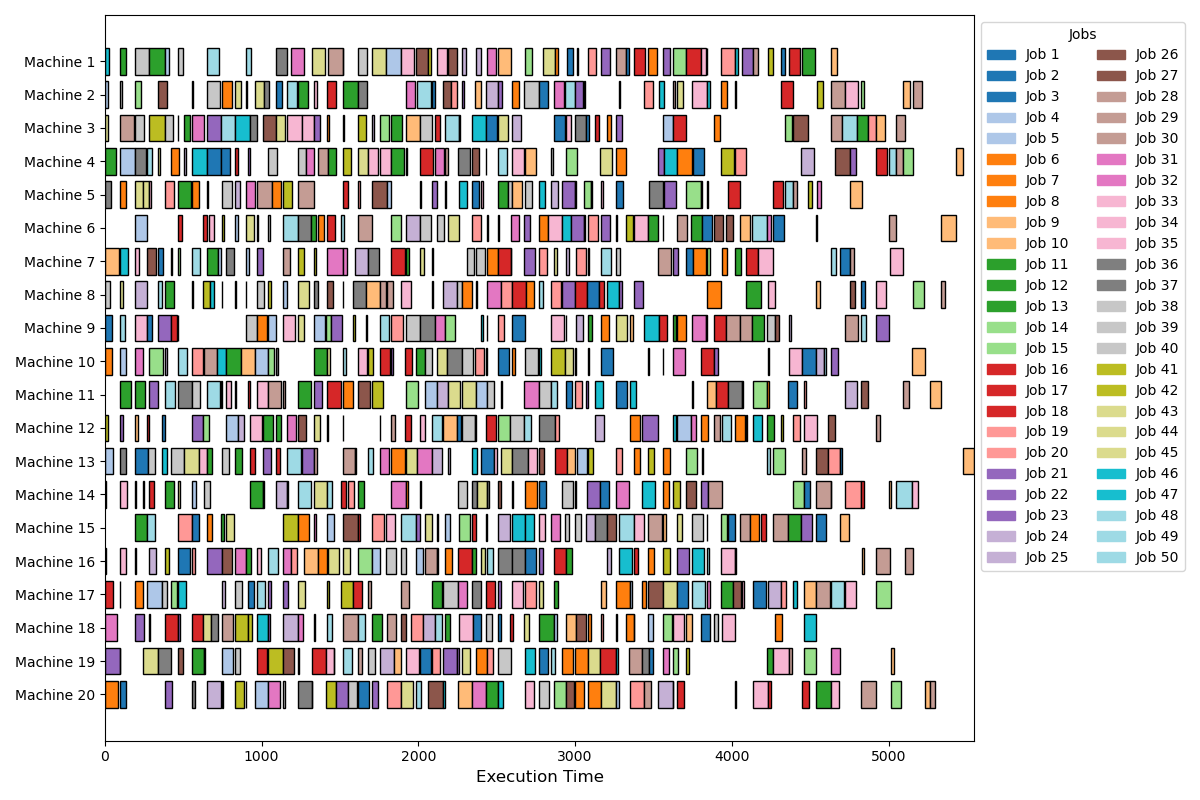 Machine 1
Machine 2
Machine 3
Machine 4
Machine 5
Machine 6
Machine 7
Machine 8
Machine 9
Machine 10
Machine 11
Machine 12
Machine 13
Machine 14
Machine 15
Machine 16
Machine 17
Machine 18
Machine 19
Machine 20
0 1000 2000 3000 4000 5000
Execution Time
Jobs
Job 1
Job 2
Job 3
Job 4
Job 5
Job 6
Job 7
Job 8
Job 9
Job 10
Job 11
Job 12
Job 13
Job 14
Job 15
Job 16
Job 17
Job 18
Job 19
Job 20
Job 21
Job 22
Job 23
Job 24
Job 25
Job 26
Job 27
Job 28
Job 29
Job 30
Job 31
Job 32
Job 33
Job 34
Job 35
Job 36
Job 37
Job 38
Job 39
Job 40
Job 41
Job 42
Job 43
Job 44
Job 45
Job 46
Job 47
Job 48
Job 49
Job 50